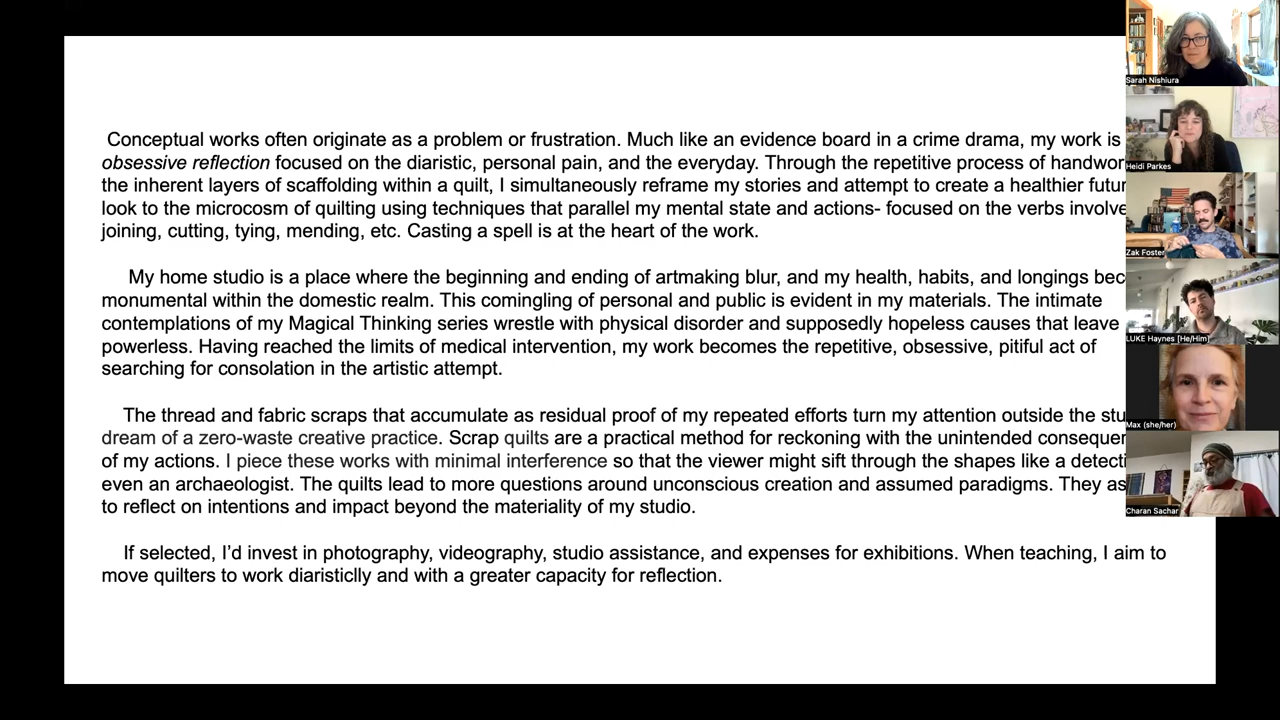 Conceptual works often originate as a problem or frustration. Much like an evidence board in a crime drama, my work is
obsessive reflection focused on the diaristic, personal pain, and the everyday. Through the repetitive process of handwor
the inherent layers of scaffolding within a quilt, I simultaneously reframe my stories and attempt to create a healthier futur
look to the microcosm of quilting using techniques that parallel my mental state and actions- focused on the verbs involve
joining, cutting, tying, mending, etc. Casting a spell is at the heart of the work.
My home studio is a place where the beginning and ending of artmaking blur, and my health, habits, and longings bec
monumental within the domestic realm. This comingling of personal and public is evident in my materials. The intimate
contemplations of my Magical Thinking series wrestle with physical disorder and supposedly hopeless causes that leave
powerless. Having reached the limits of medical intervention, my work becomes the repetitive, obsessive, pitiful act of
searching for consolation in the artistic attempt.
The thread and fabric scraps that accumulate as residual proof of my repeated efforts turn my attention outside the stu
dream of a zero-waste creative practice. Scrap quilts are a practical method for reckoning with the unintended consequen
of my actions. I piece these works with minimal interference so that the viewer might sift through the shapes like a detecti
even an archaeologist. The quilts lead to more questions around unconscious creation and assumed paradigms. They as
to reflect on intentions and impact beyond the materiality of my studio.
If selected, I'd invest in photography, videography, studio assistance, and expenses for exhibitions. When teaching, I aim to
move quilters to work diaristiclly and with a greater capacity for reflection.
Sarah Nishiura
Heidi Parkes
Zak Foster
LUKE Haynes [He/Him]
Max (she/her)
Charan Sachar